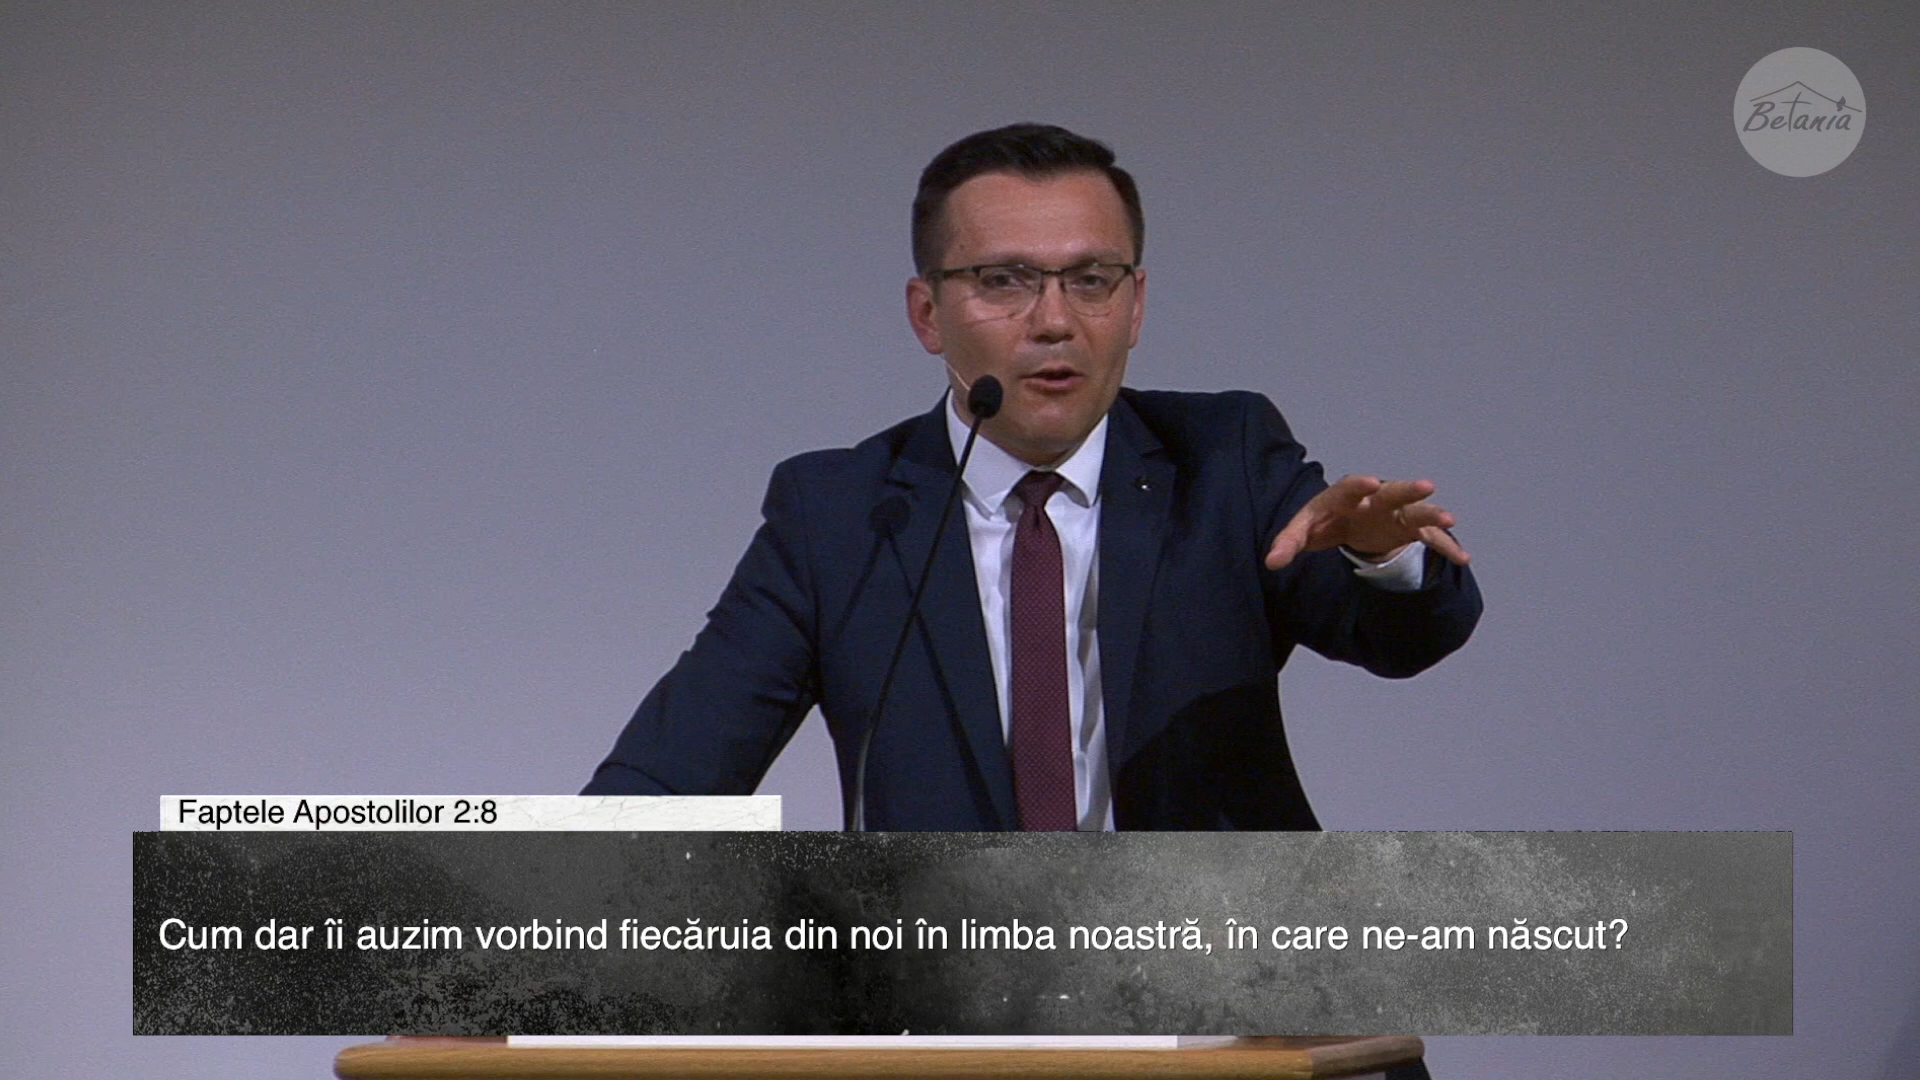 Betania
Faptele Apostolilor 2:8
Cum dar îi auzim vorbind fiecăruia din noi în limba noastră, în care ne-am născut?